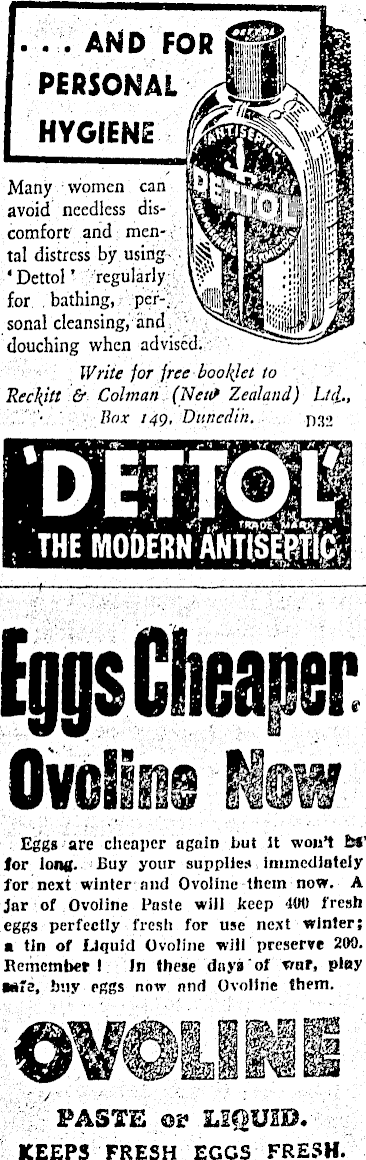 . . . AND FOR
PERSONAL
HYGIENE
DETTOL
ANTISEPTIC
DETTOL
Many women can
avoid needless dis-
comfort and men-
tal distress by using
'Dettol' regularly
for bathing, per-
sonal cleansing, and
douching when advised.
Write for free booklet to
Reckitt & Colman (New Zealand) Ltd.,
Box 149, Dunedin. D32
'DETTOL'
TRADE MARK
THE MODERN ANTISEPTIC
Eggs Cheaper.
Ovoline Now
Eggs are cheaper again but it won't be
for long. Buy your supplies immediately
for next winter and Ovoline them now. A
jar of Ovoline Paste will keep 400 fresh
eggs perfectly fresh for use next winter;
a tin of Liquid Ovoline will preserve 200.
Remember! In these days of war, play
safe, buy eggs now and Ovoline them.
OVOLINE
PASTE or LIQUID.
KEEPS FRESH EGGS FRESH.